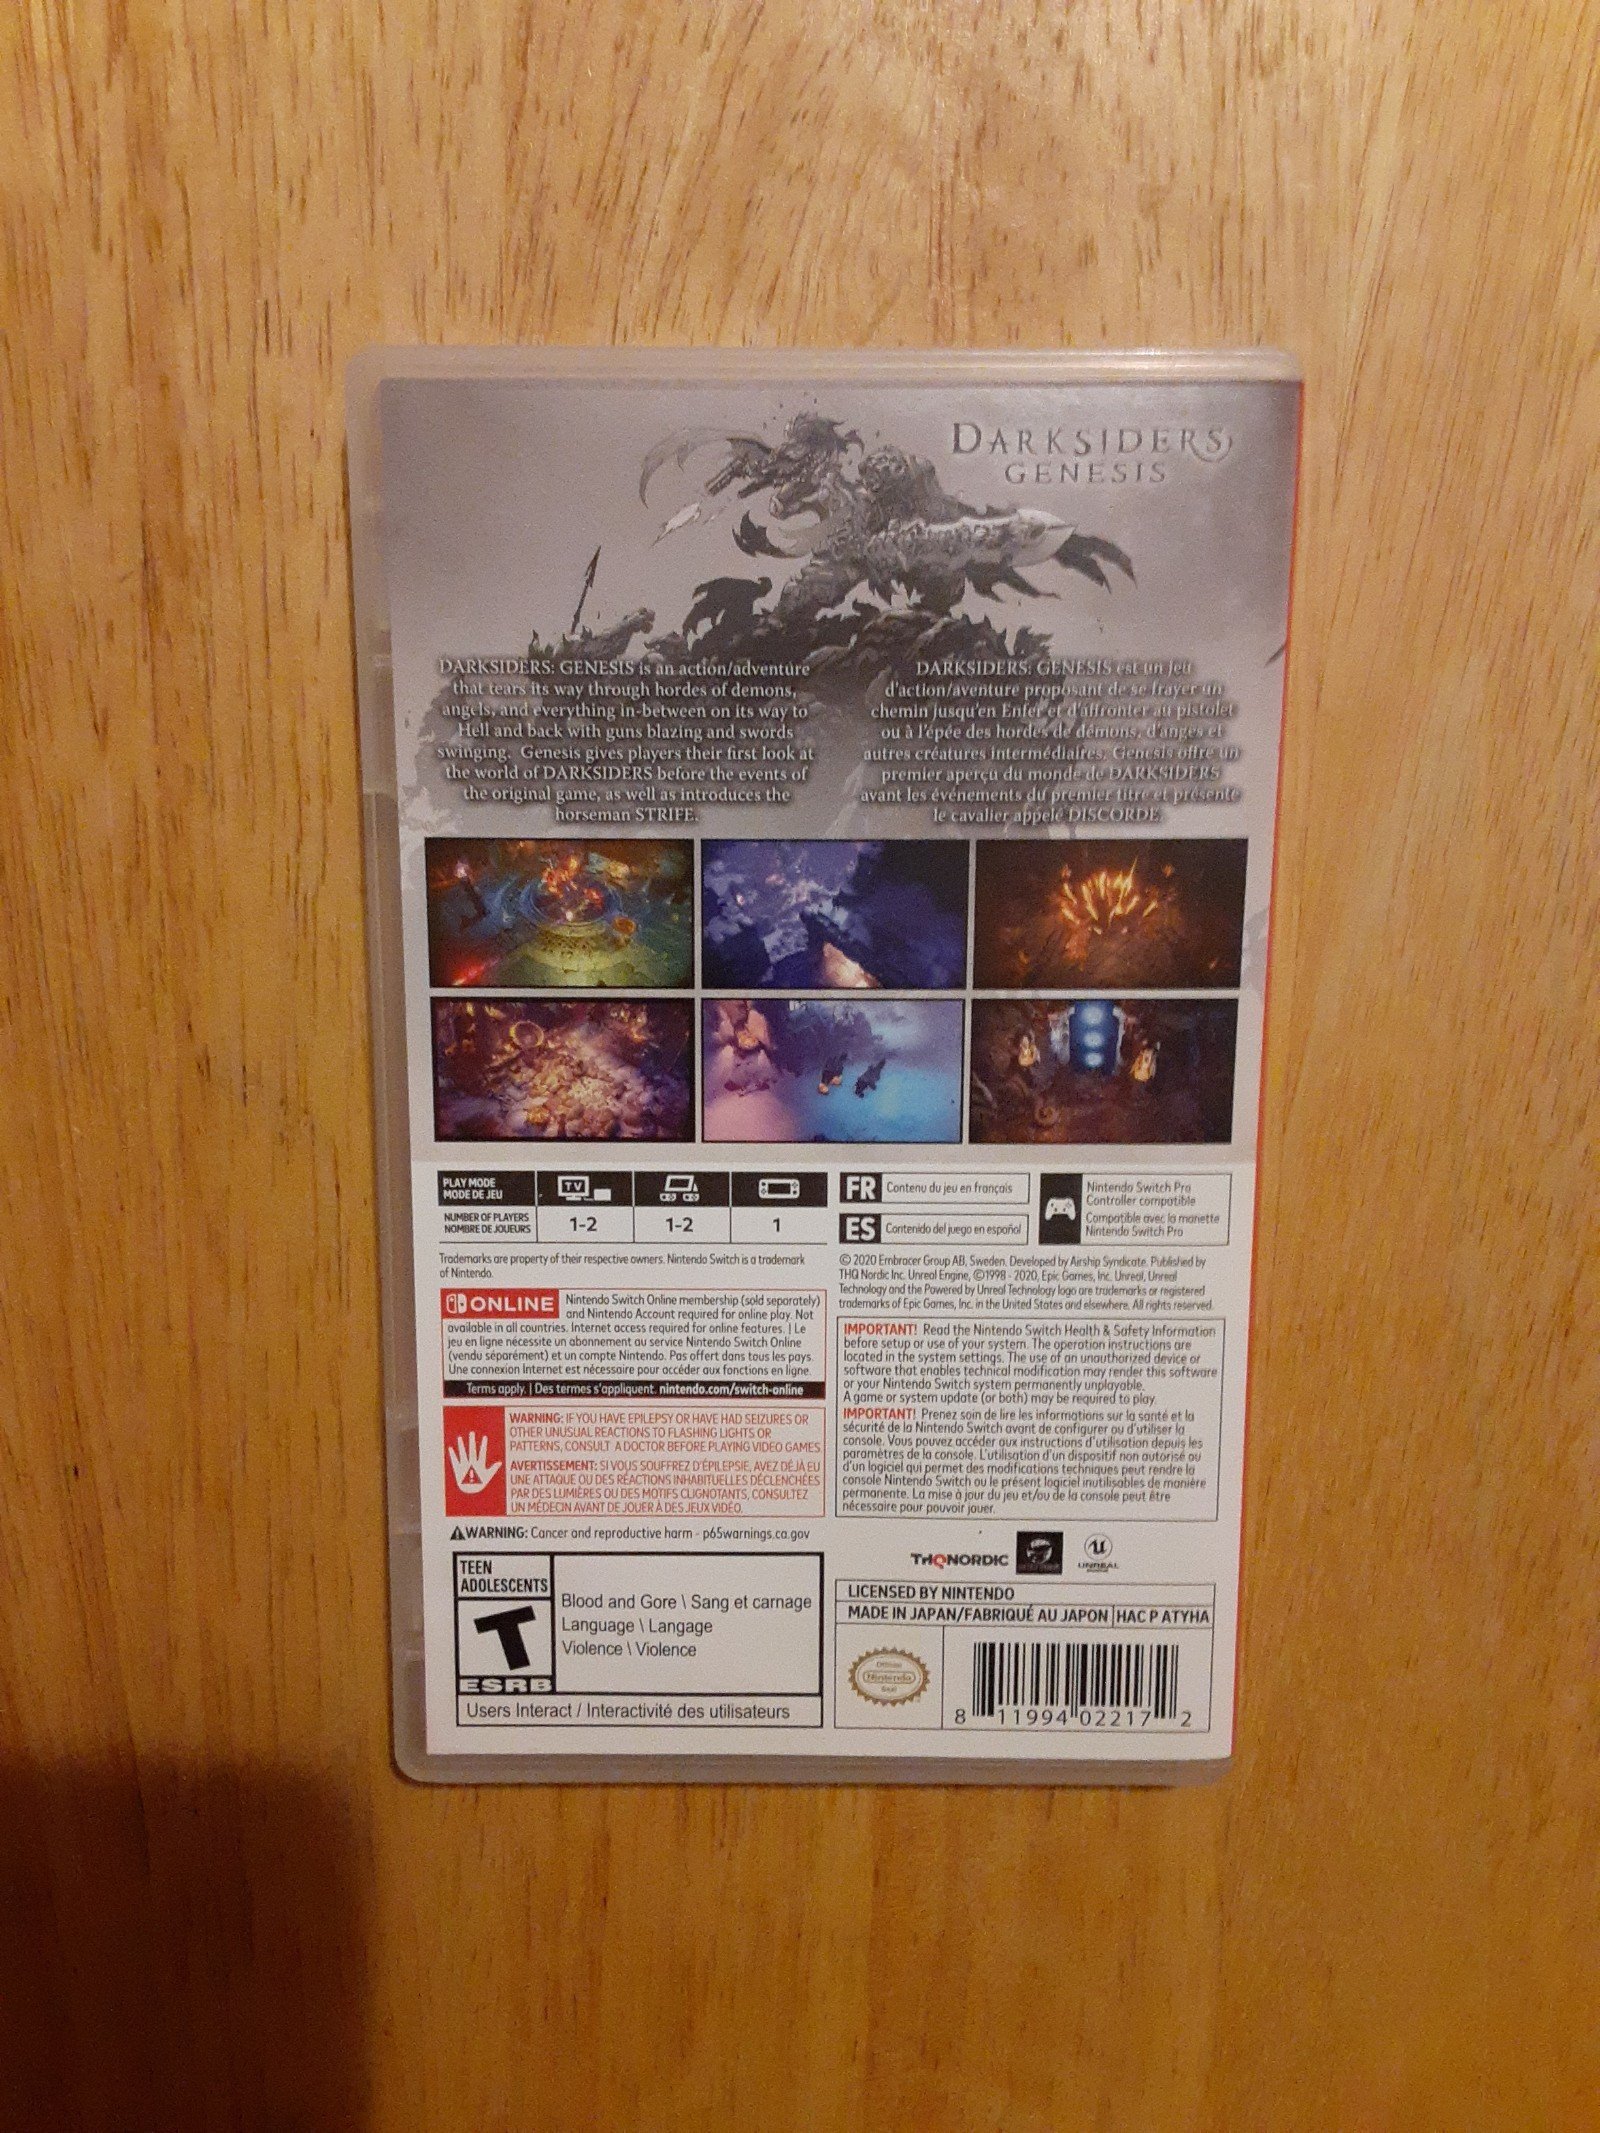 DARKSIDERS
GENESIS
DARKSIDERS: GENESIS is an action/adventure
that tears its way through hordes of demons,
angels, and everything in-between on its way to
Hell and back with guns blazing and swords
swinging. Genesis gives players their first look at
the world of DARKSIDERS before the events of
the original game, as well as introduces the
horseman STRIFE.
DARKSIDERS: GENESIS est un jeu
d'action/aventure proposant de se frayer un
chemin jusqu'en Enfer et d'affronter au pistolet
ou à l'épée des hordes de démons, d'anges et
autres créatures intermédiaires. Genesis offre un
premier aperçu du monde de DARKSIDERS
avant les événements du premier titre et présente
le cavalier appelé DISCORDE.
PLAY MODE
MODE DE JEU
TV
NUMBER OF PLAYERS
NOMBRE DE JOUEURS
1-2
1-2
1
FR Contenu du jeu en français
ES Contenido del juego en español
Nintendo Switch Pro
Controller compatible
Compatible avec la manette
Nintendo Switch Pro
Trademarks are property of their respective owners. Nintendo Switch is a trademark
of Nintendo.
ONLINE Nintendo Switch Online membership (sold separately)
and Nintendo Account required for online play. Not
available in all countries. Internet access required for online features. | Le
jeu en ligne nécessite un abonnement au service Nintendo Switch Online
(vendu séparément) et un compte Nintendo. Pas offert dans tous les pays.
Une connexion Internet est nécessaire pour accéder aux fonctions en ligne.
Terms apply. | Des termes s'appliquent. nintendo.com/switch-online
WARNING: IF YOU HAVE EPILEPSY OR HAVE HAD SEIZURES OR
OTHER UNUSUAL REACTIONS TO FLASHING LIGHTS OR
PATTERNS, CONSULT A DOCTOR BEFORE PLAYING VIDEO GAMES
AVERTISSEMENT: SI VOUS SOUFFREZ D'ÉPILEPSIE, AVEZ DÉJÀ EU
UNE ATTAQUE OU DES RÉACTIONS INHABITUELLES DÉCLENCHÉES
PAR DES LUMIÈRES OU DES MOTIFS CLIGNOTANTS, CONSULTEZ
UN MÉDECIN AVANT DE JOUER À DES JEUX VIDÉO.
WARNING: Cancer and reproductive harm - p65warnings.ca.gov
TEEN
ADOLESCENTS
T
ESRB
Blood and Gore \ Sang et carnage
Language \ Langage
Violence \ Violence
Users Interact / Interactivité des utilisateurs
© 2020 Embracer Group AB, Sweden. Developed by Airship Syndicate. Published by
THQ Nordic Inc. Unreal Engine, ©1998 - 2020, Epic Games, Inc. Unreal, Unreal
Technology and the Powered by Unreal Technology logo are trademarks or registered
trademarks of Epic Games, Inc. in the United States and elsewhere. All rights reserved.
IMPORTANT! Read the Nintendo Switch Health & Safety Information
before setup or use of your system. The operation instructions are
located in the system settings. The use of an unauthorized device or
software that enables technical modification may render this software
or your Nintendo Switch system permanently unplayable.
A game or system update (or both) may be required to play.
IMPORTANT! Prenez soin de lire les informations sur la santé et la
sécurité de la Nintendo Switch avant de configurer ou d'utiliser la
console. Vous pouvez accéder aux instructions d'utilisation depuis les
paramètres de la console. L'utilisation d'un dispositif non autorisé ou
d'un logiciel qui permet des modifications techniques peut rendre la
console Nintendo Switch ou le présent logiciel inutilisables de manière
permanente. La mise à jour du jeu et/ou de la console peut être
nécessaire pour pouvoir jouer.
THQNORDIC
UNREAL
LICENSED BY NINTENDO
MADE IN JAPAN/FABRIQUÉ AU JAPON HAC P ATYHA
Official
Nintendo
Seal
8 11994 02217 2